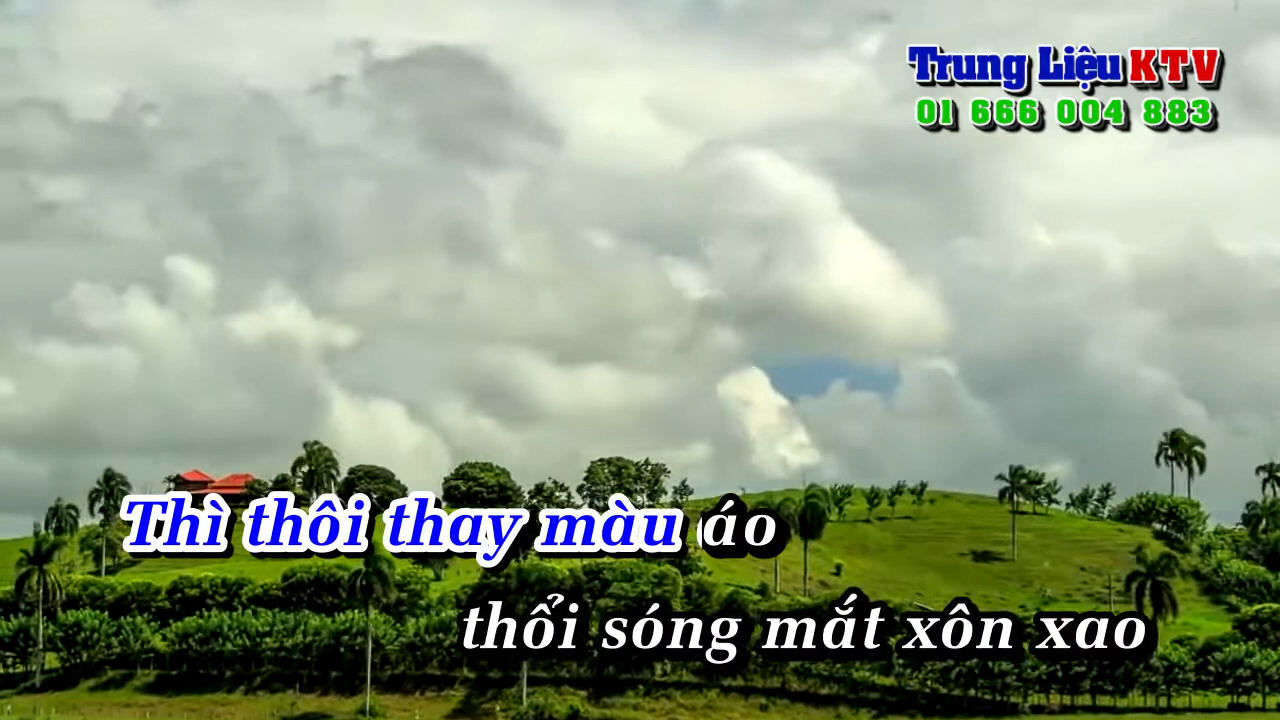 Trung Liệu KTV
01 666 004 883
Thì thôi thay màu áo
thổi sóng mắt xôn xao